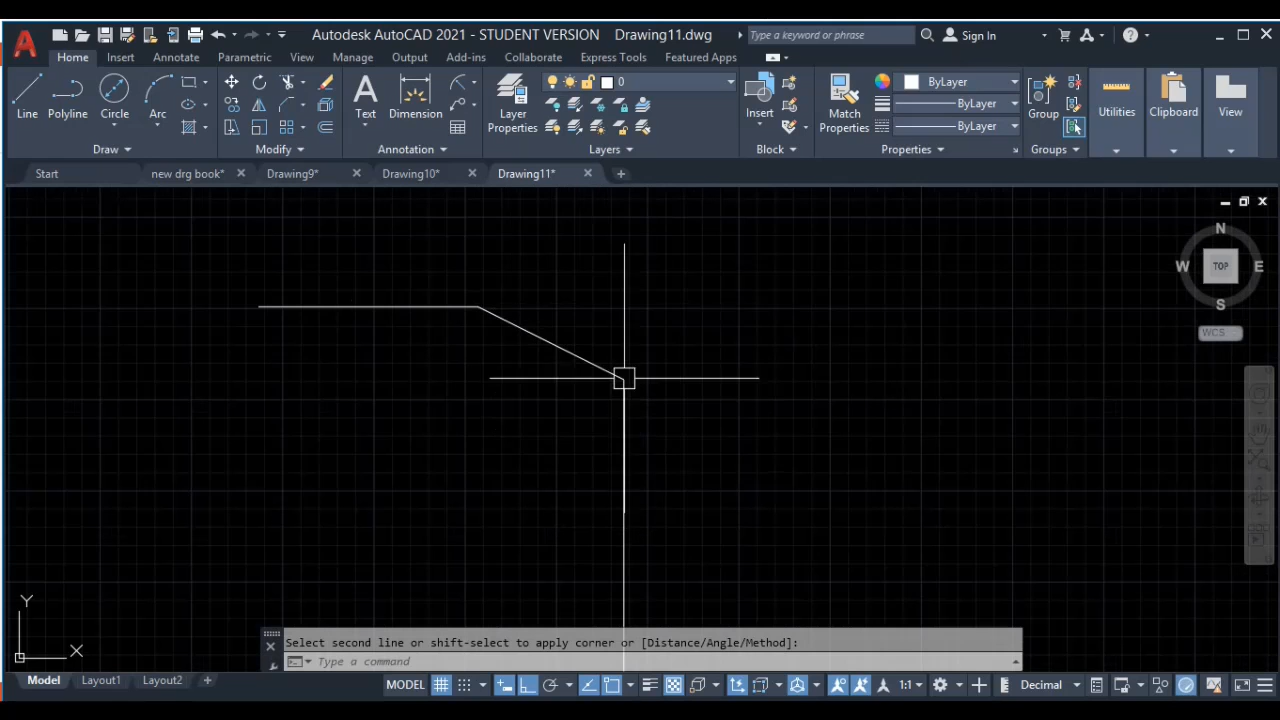 Autodesk AutoCAD 2021 - STUDENT VERSION Drawing11.dwg Type a keyword or phrase Sign In
Home Insert Annotate Parametric View Manage Output Add-ins Collaborate Express Tools Featured Apps
0 ByLayer
ByLayer
ByLayer
Line Polyline Circle Arc Text Dimension Layer Properties Insert Match Properties Group Utilities Clipboard View
Draw Modify Annotation Layers Block Properties Groups
Start new drg book* Drawing9* Drawing10* Drawing11*
N
W TOP E
S
WCS
Y
X
Select second line or shift-select to apply corner or [Distance/Angle/Method]:
Type a command
Model Layout1 Layout2 MODEL 1:1 Decimal